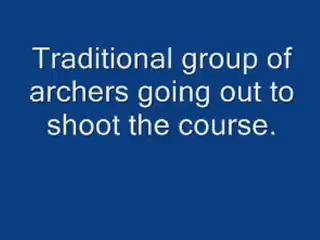 Traditional group of
archers going out to
shoot the course.